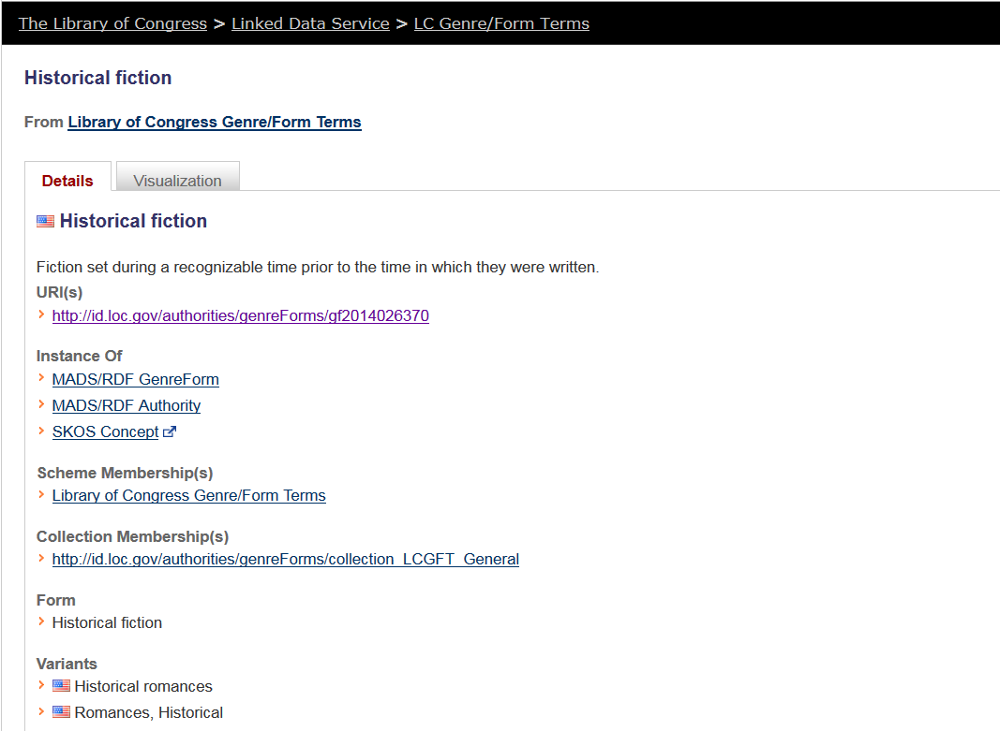 The Library of Congress > Linked Data Service > LC Genre/Form Terms
Historical fiction
From Library of Congress Genre/Form Terms
Details Visualization
Historical fiction
Fiction set during a recognizable time prior to the time in which they were written.
URI(s)
http://id.loc.gov/authorities/genreForms/gf2014026370
Instance Of
MADS/RDF GenreForm
MADS/RDF Authority
SKOS Concept
Scheme Membership(s)
Library of Congress Genre/Form Terms
Collection Membership(s)
http://id.loc.gov/authorities/genreForms/collection_LCGFT_General
Form
Historical fiction
Variants
Historical romances
Romances, Historical